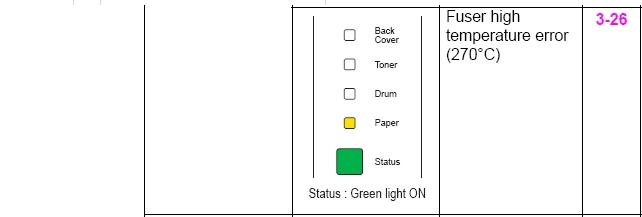 Back
Cover
Toner
Drum
Paper
Status
Status : Green light ON
Fuser high
temperature error
(270°C)
3-26